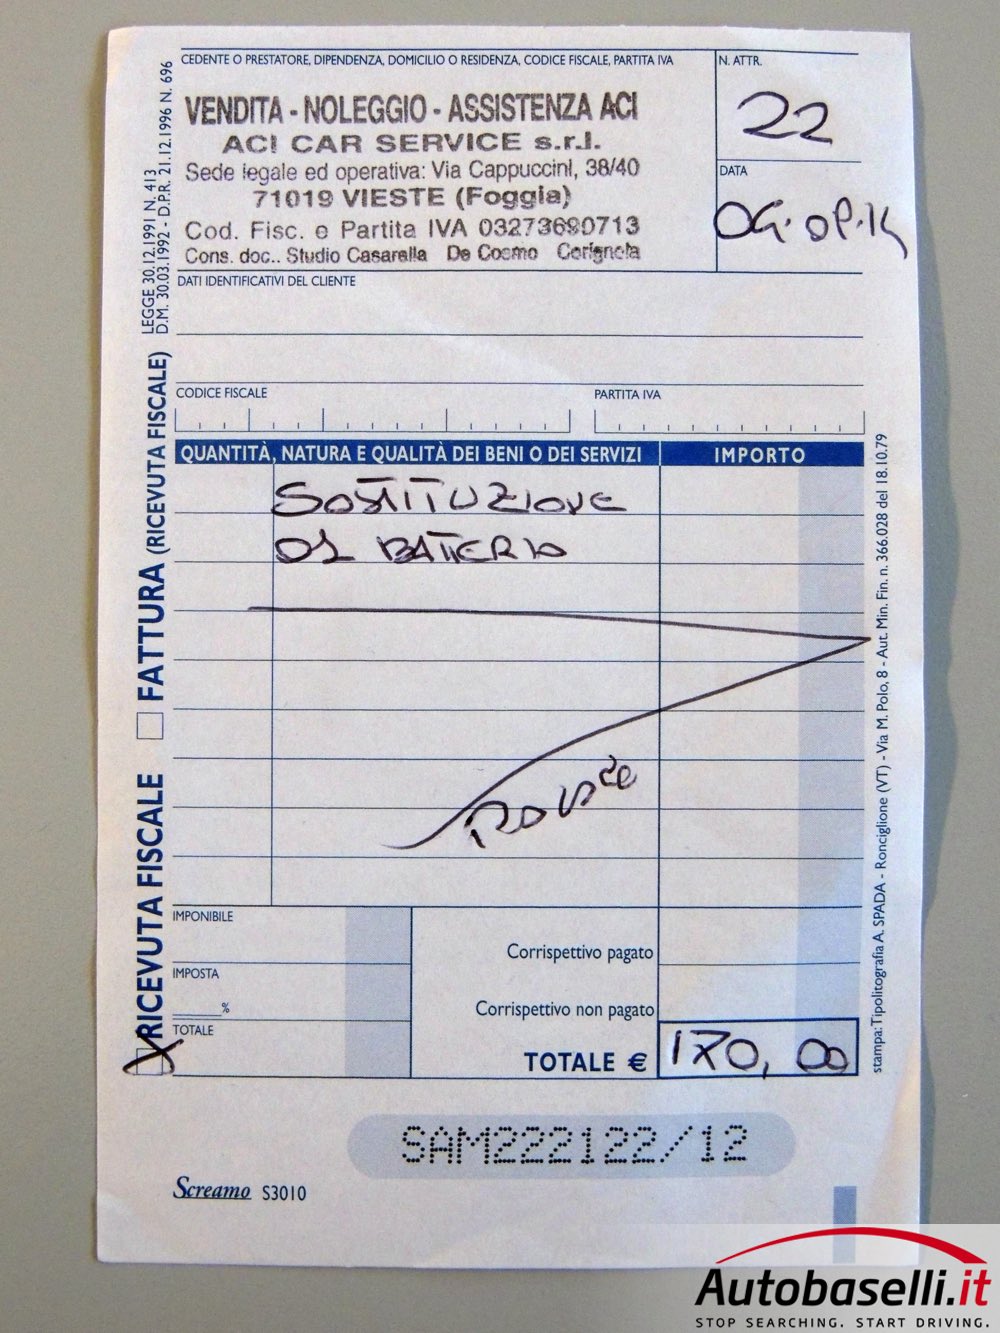 CEDENTE O PRESTATORE, DIPENDENZA, DOMICILIO O RESIDENZA, CODICE FISCALE, PARTITA IVA
VENDITA - NOLEGGIO - ASSISTENZA ACI
ACI CAR SERVICE s.r.l.
Sede legale ed operativa: Via Cappuccini, 38/40
71019 VIESTE (Foggia)
Cod. Fisc. e Partita IVA 03273690713
Cons. doc.. Studio Casarella De Cosmo Cerignola
N. ATTR.
22
DATA
LEGGE 30.12.1991 N. 413
D.M. 30.03.1992 - D.P.R. 21.12.1996 N. 696
DATI IDENTIFICATIVI DEL CLIENTE
CODICE FISCALE
PARTITA IVA
QUANTITÀ, NATURA E QUALITÀ DEI BENI O DEI SERVIZI
IMPORTO
SOSTITUZIONE
DI BATTERIA
FATTURA (RICEVUTA FISCALE)
X RICEVUTA FISCALE
IMPONIBILE
IMPOSTA
%
TOTALE
Corrispettivo pagato
Corrispettivo non pagato
TOTALE €
170,00
stampa: Tipolitografia A. SPADA - Ronciglione (VT) - Via M. Polo, 8 - Aut. Min. Fin. n. 366.028 del 18.10.79
SAM222122/12
Screamo S3010
Autobaselli.it
STOP SEARCHING. START DRIVING.